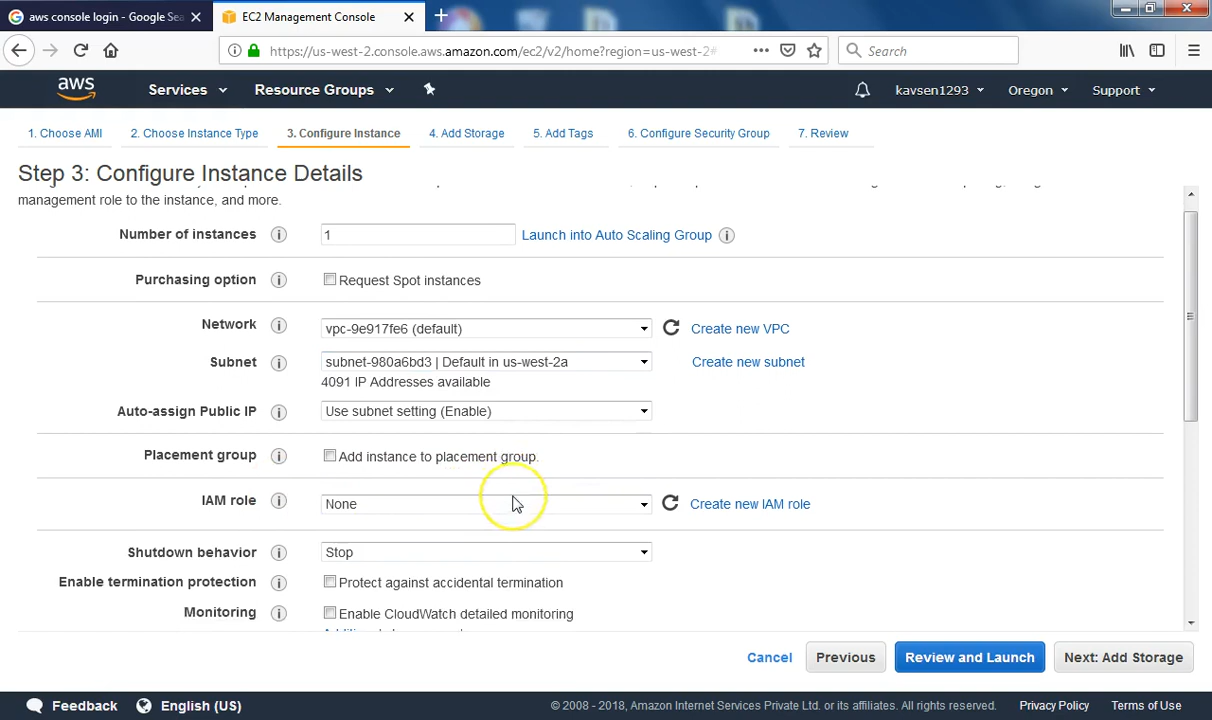 aws console login - Google Sea
EC2 Management Console
https://us-west-2.console.aws.amazon.com/ec2/v2/home?region=us-west-2#
Search
aws
Services
Resource Groups
kavsen1293
Oregon
Support
1. Choose AMI
2. Choose Instance Type
3. Configure Instance
4. Add Storage
5. Add Tags
6. Configure Security Group
7. Review
Step 3: Configure Instance Details
management role to the instance, and more.
Number of instances
1
Launch into Auto Scaling Group
Purchasing option
Request Spot instances
Network
vpc-9e917fe6 (default)
Create new VPC
Subnet
subnet-980a6bd3 | Default in us-west-2a
Create new subnet
4091 IP Addresses available
Auto-assign Public IP
Use subnet setting (Enable)
Placement group
Add instance to placement group.
IAM role
None
Create new IAM role
Shutdown behavior
Stop
Enable termination protection
Protect against accidental termination
Monitoring
Enable CloudWatch detailed monitoring
Cancel
Previous
Review and Launch
Next: Add Storage
Feedback
English (US)
© 2008 - 2018, Amazon Internet Services Private Ltd. or its affiliates. All rights reserved.
Privacy Policy
Terms of Use